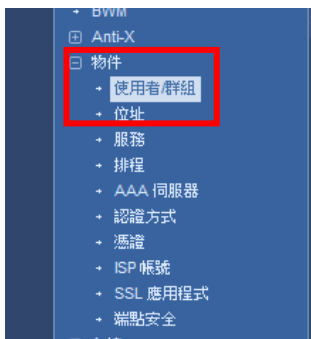 BWM
Anti-X
物件
使用者/群組
位址
服務
排程
AAA 伺服器
認證方式
憑證
ISP 帳號
SSL 應用程式
端點安全